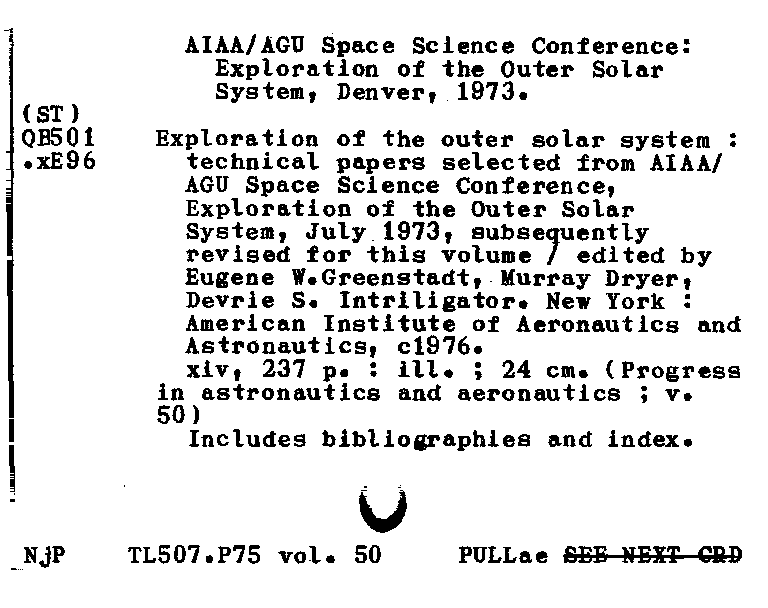 AIAA/AGU Space Science Conference:
Exploration of the Outer Solar
System, Denver, 1973.
(ST)
QB501
.xE96
Exploration of the outer solar system :
technical papers selected from AIAA/
AGU Space Science Conference,
Exploration of the Outer Solar
System, July 1973, subsequently
revised for this volume / edited by
Eugene W.Greenstadt, Murray Dryer,
Devrie S. Intriligator. New York :
American Institute of Aeronautics and
Astronautics, c1976.
xiv, 237 p. : ill. ; 24 cm. (Progress
in astronautics and aeronautics ; v.
50)
Includes bibliographies and index.
NjP TL507.P75 vol. 50 PULLae SEE NEXT CRD